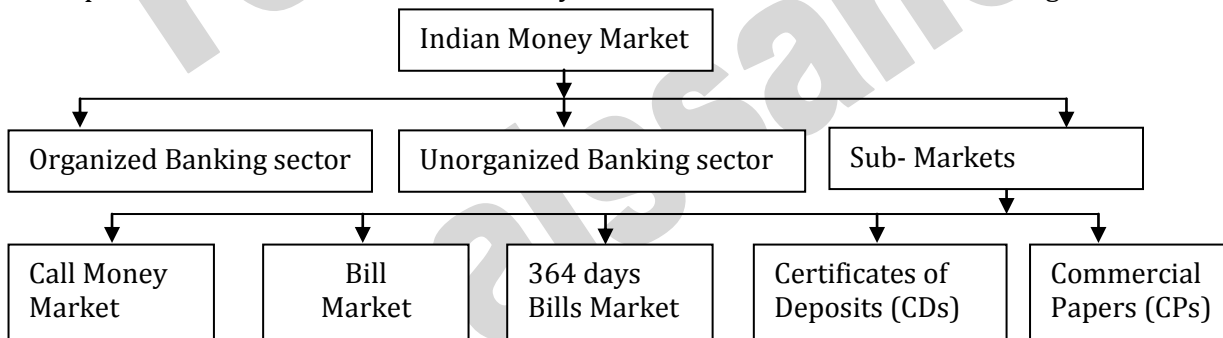 Indian Money Market
Organized Banking sector
Unorganized Banking sector
Sub- Markets
Call Money
Market
Bill
Market
364 days
Bills Market
Certificates of
Deposits (CDs)
Commercial
Papers (CPs)